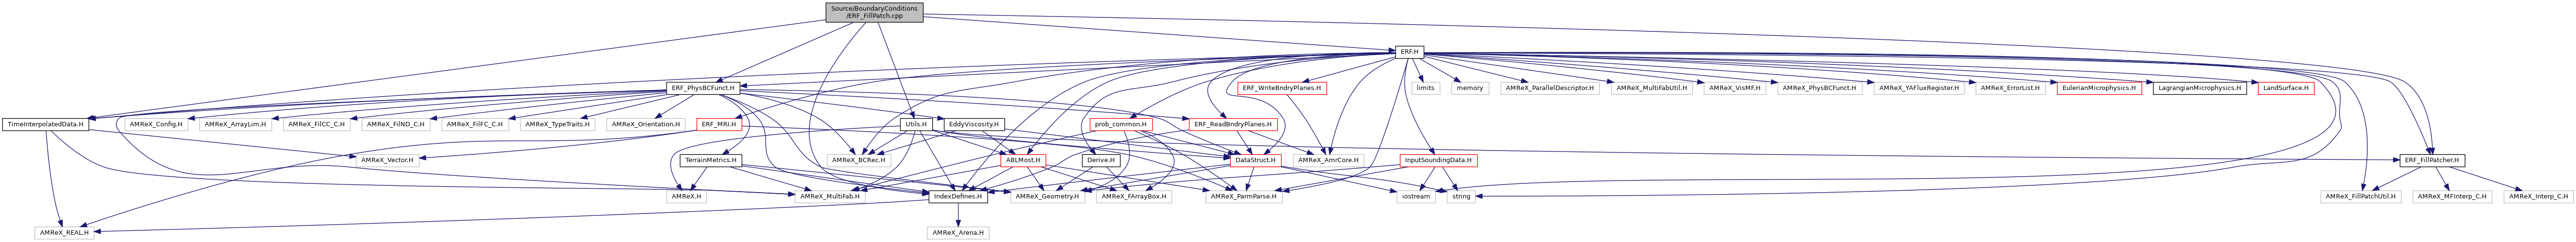 Source/BoundaryConditions
/ERF_FillPatch.cpp
ERF.H
ERF_PhysBCFunct.H
ERF_WriteBndryPlanes.H
limits
memory
AMReX_ParallelDescriptor.H
AMReX_MultiFabUtil.H
AMReX_VisMF.H
AMReX_PhysBCFunct.H
AMReX_YAFluxRegister.H
AMReX_ErrorList.H
EulerianMicrophysics.H
LagrangianMicrophysics.H
LandSurface.H
TimeInterpolatedData.H
AMReX_Config.H
AMReX_ArrayLim.H
AMReX_FilCC_C.H
AMReX_FilND_C.H
AMReX_FilFC_C.H
AMReX_TypeTraits.H
AMReX_Orientation.H
ERF_MRI.H
Utils.H
EddyViscosity.H
prob_common.H
ERF_ReadBndryPlanes.H
AMReX_Vector.H
TerrainMetrics.H
AMReX_BCRec.H
ABLMost.H
Derive.H
DataStruct.H
AMReX_AmrCore.H
InputSoundingData.H
ERF_FillPatcher.H
AMReX.H
AMReX_MultiFab.H
IndexDefines.H
AMReX_Geometry.H
AMReX_FArrayBox.H
AMReX_ParmParse.H
iostream
string
AMReX_FillPatchUtil.H
AMReX_MFInterp_C.H
AMReX_Interp_C.H
AMReX_REAL.H
AMReX_Arena.H